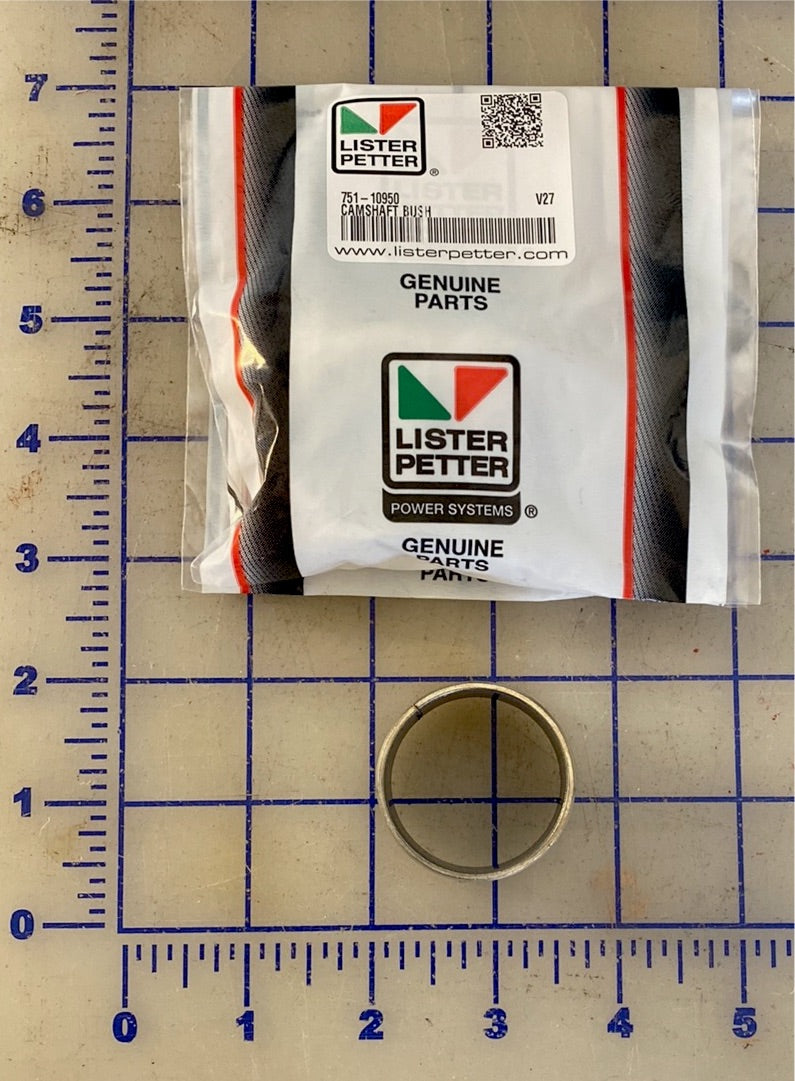 7
LISTER
PETTER
®
751-10950 V27
CAMSHAFT BUSH
www.listerpetter.com
6
GENUINE
PARTS
5
LISTER
PETTER
POWER SYSTEMS ®
4
GENUINE
PARTS
PARTS
3
2
1
0
0 1 2 3 4 5